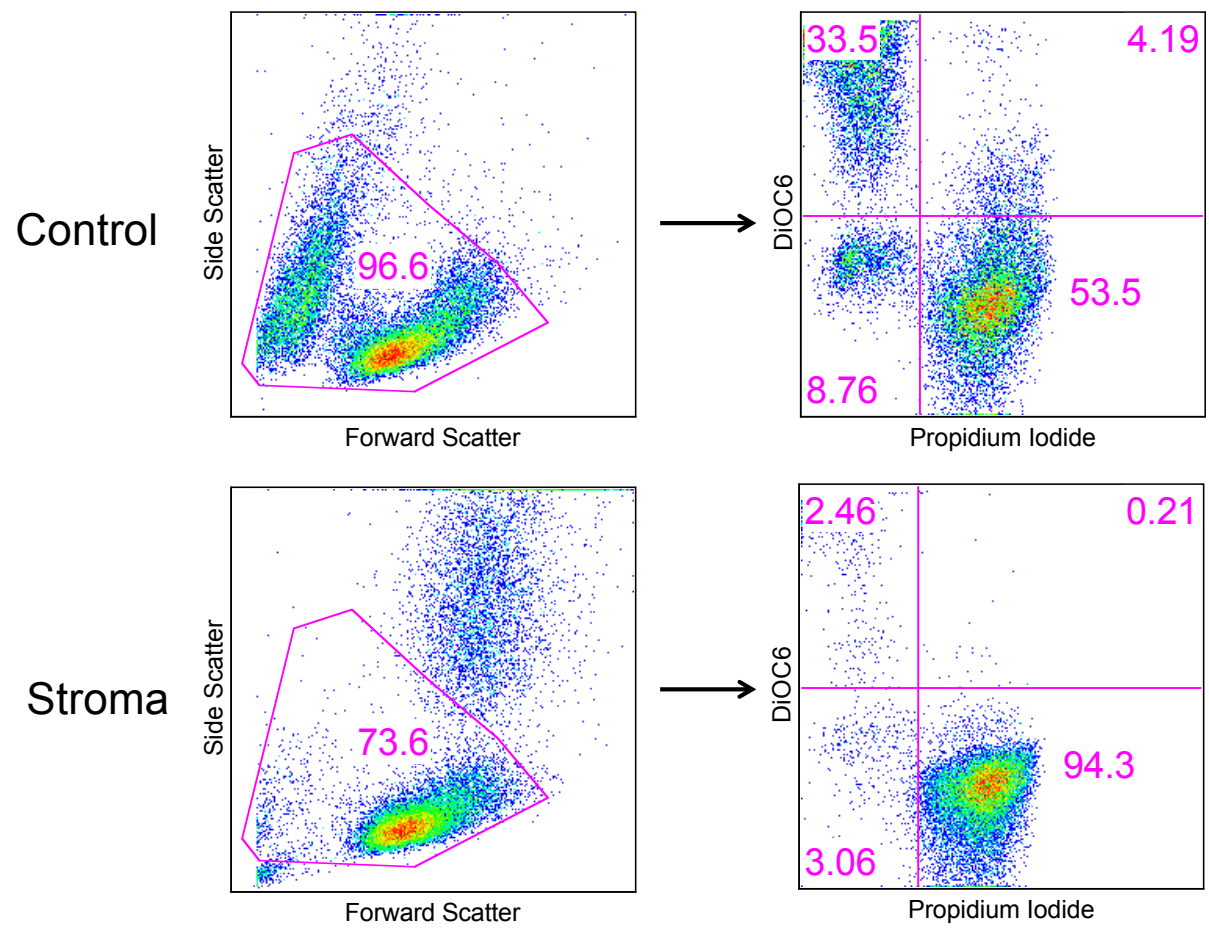 33.5
4.19
Side Scatter
DiOC6
Control
96.6
53.5
8.76
Forward Scatter
Propidium Iodide
2.46
0.21
Side Scatter
DiOC6
Stroma
73.6
94.3
3.06
Forward Scatter
Propidium Iodide